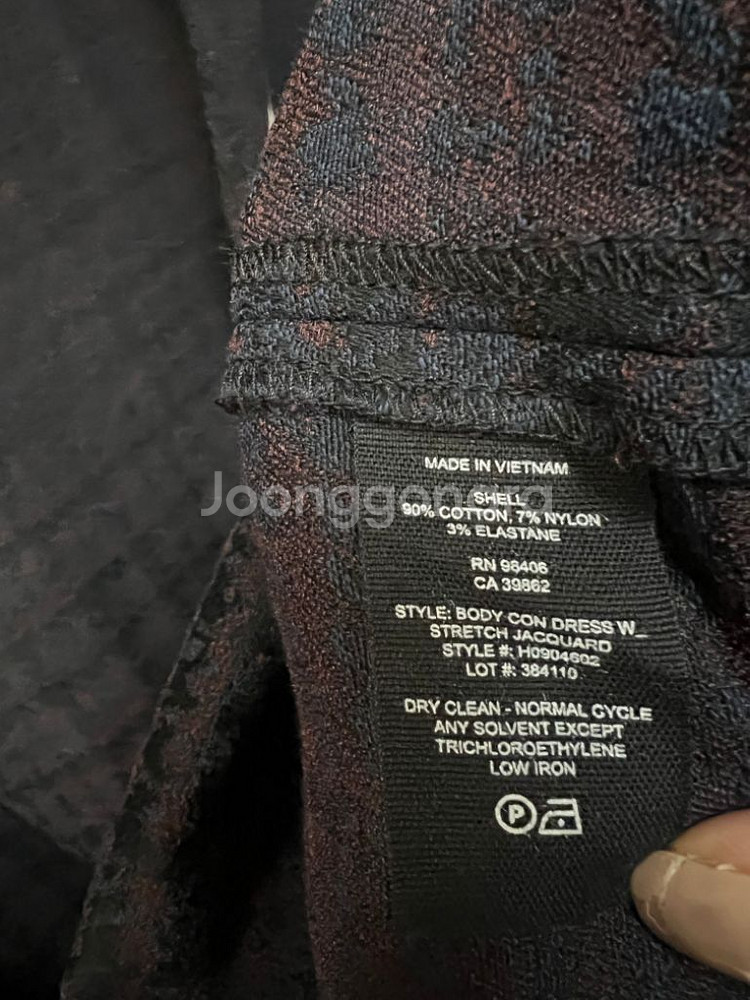 MADE IN VIETNAM
Joonggonara
SHELL
90% COTTON, 7% NYLON
3% ELASTANE
RN 98406
CA 39862
STYLE: BODY CON DRESS W_
STRETCH JACQUARD
STYLE #: H0904602
LOT #: 384110
DRY CLEAN - NORMAL CYCLE
ANY SOLVENT EXCEPT
TRICHLOROETHYLENE
LOW IRON
P